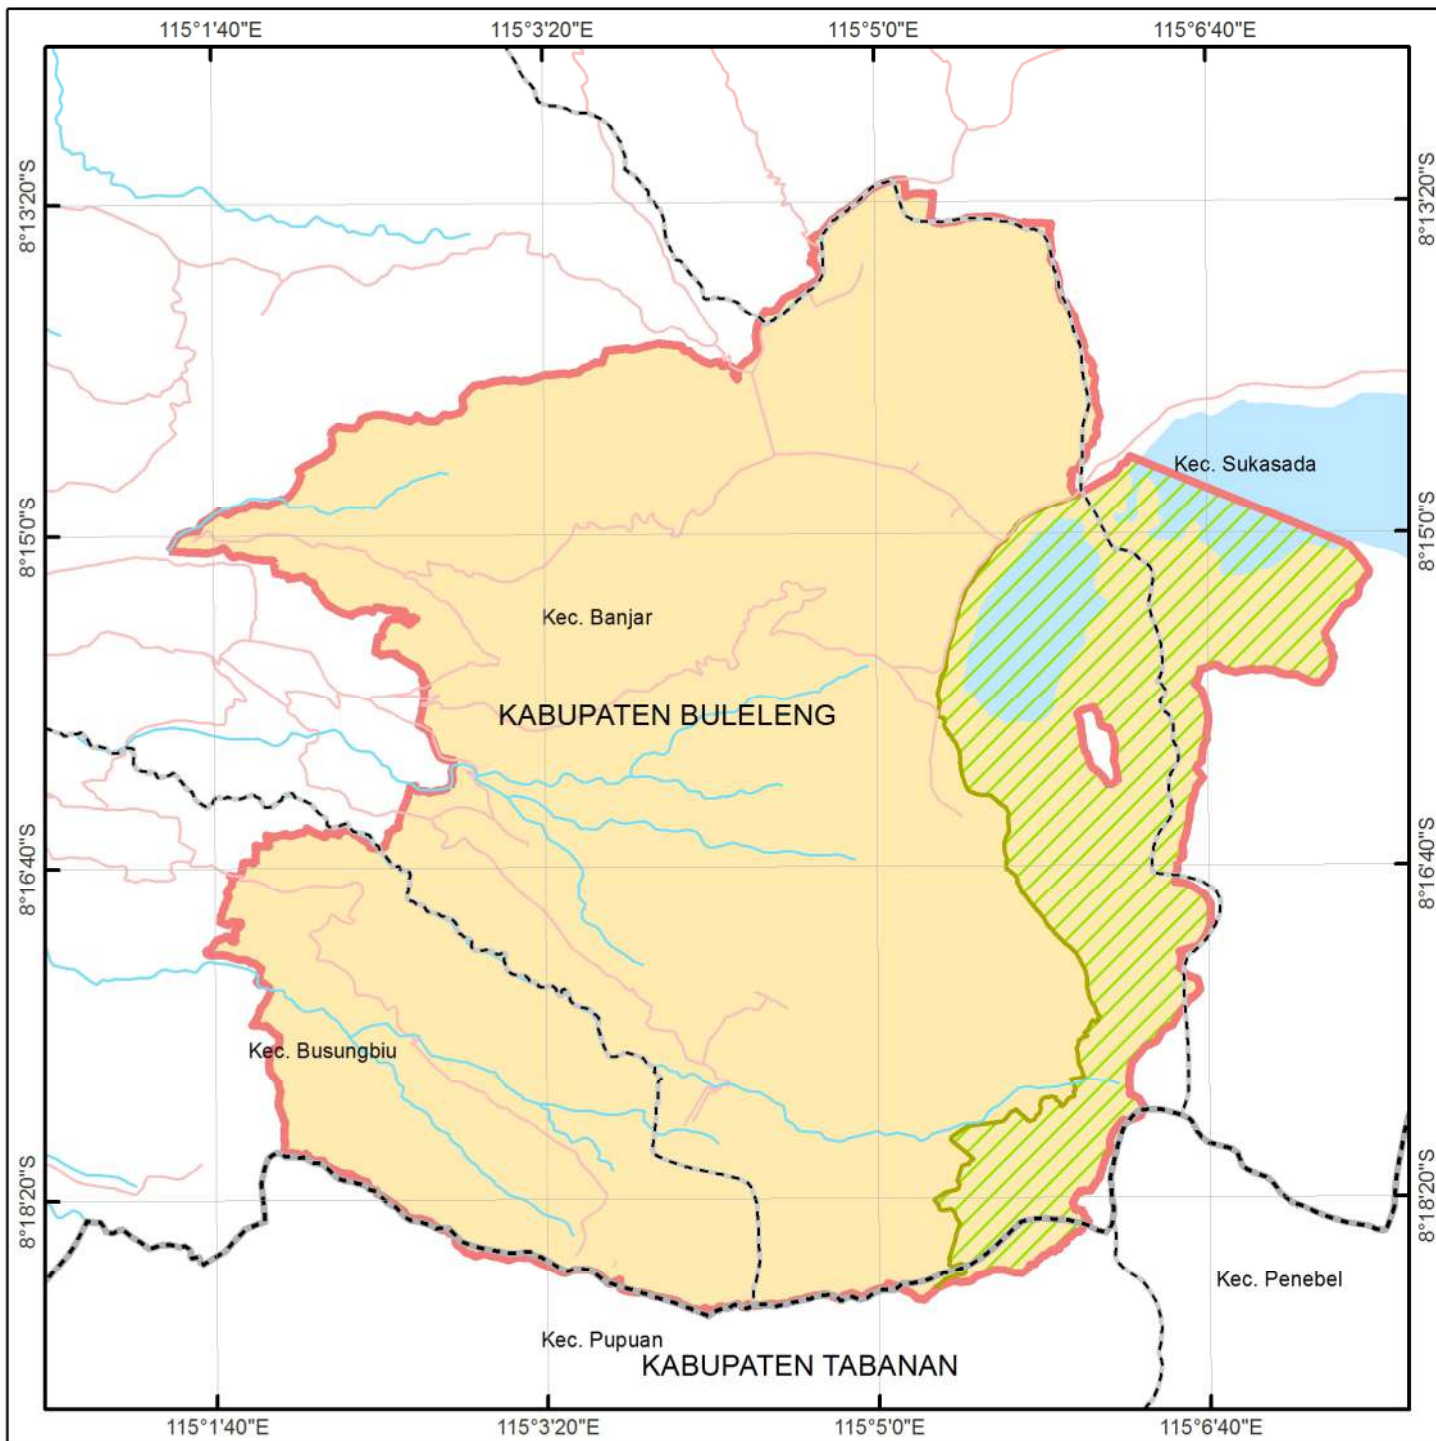 115°1'40"E 115°3'20"E 115°5'0"E 115°6'40"E
8°13'20"S 8°13'20"S
Kec. Sukasada
8°15'0"S 8°15'0"S
Kec. Banjar
KABUPATEN BULELENG
8°16'40"S 8°16'40"S
Kec. Busungbiu
8°18'20"S 8°18'20"S
Kec. Penebel
Kec. Pupuan
KABUPATEN TABANAN
115°1'40"E 115°3'20"E 115°5'0"E 115°6'40"E